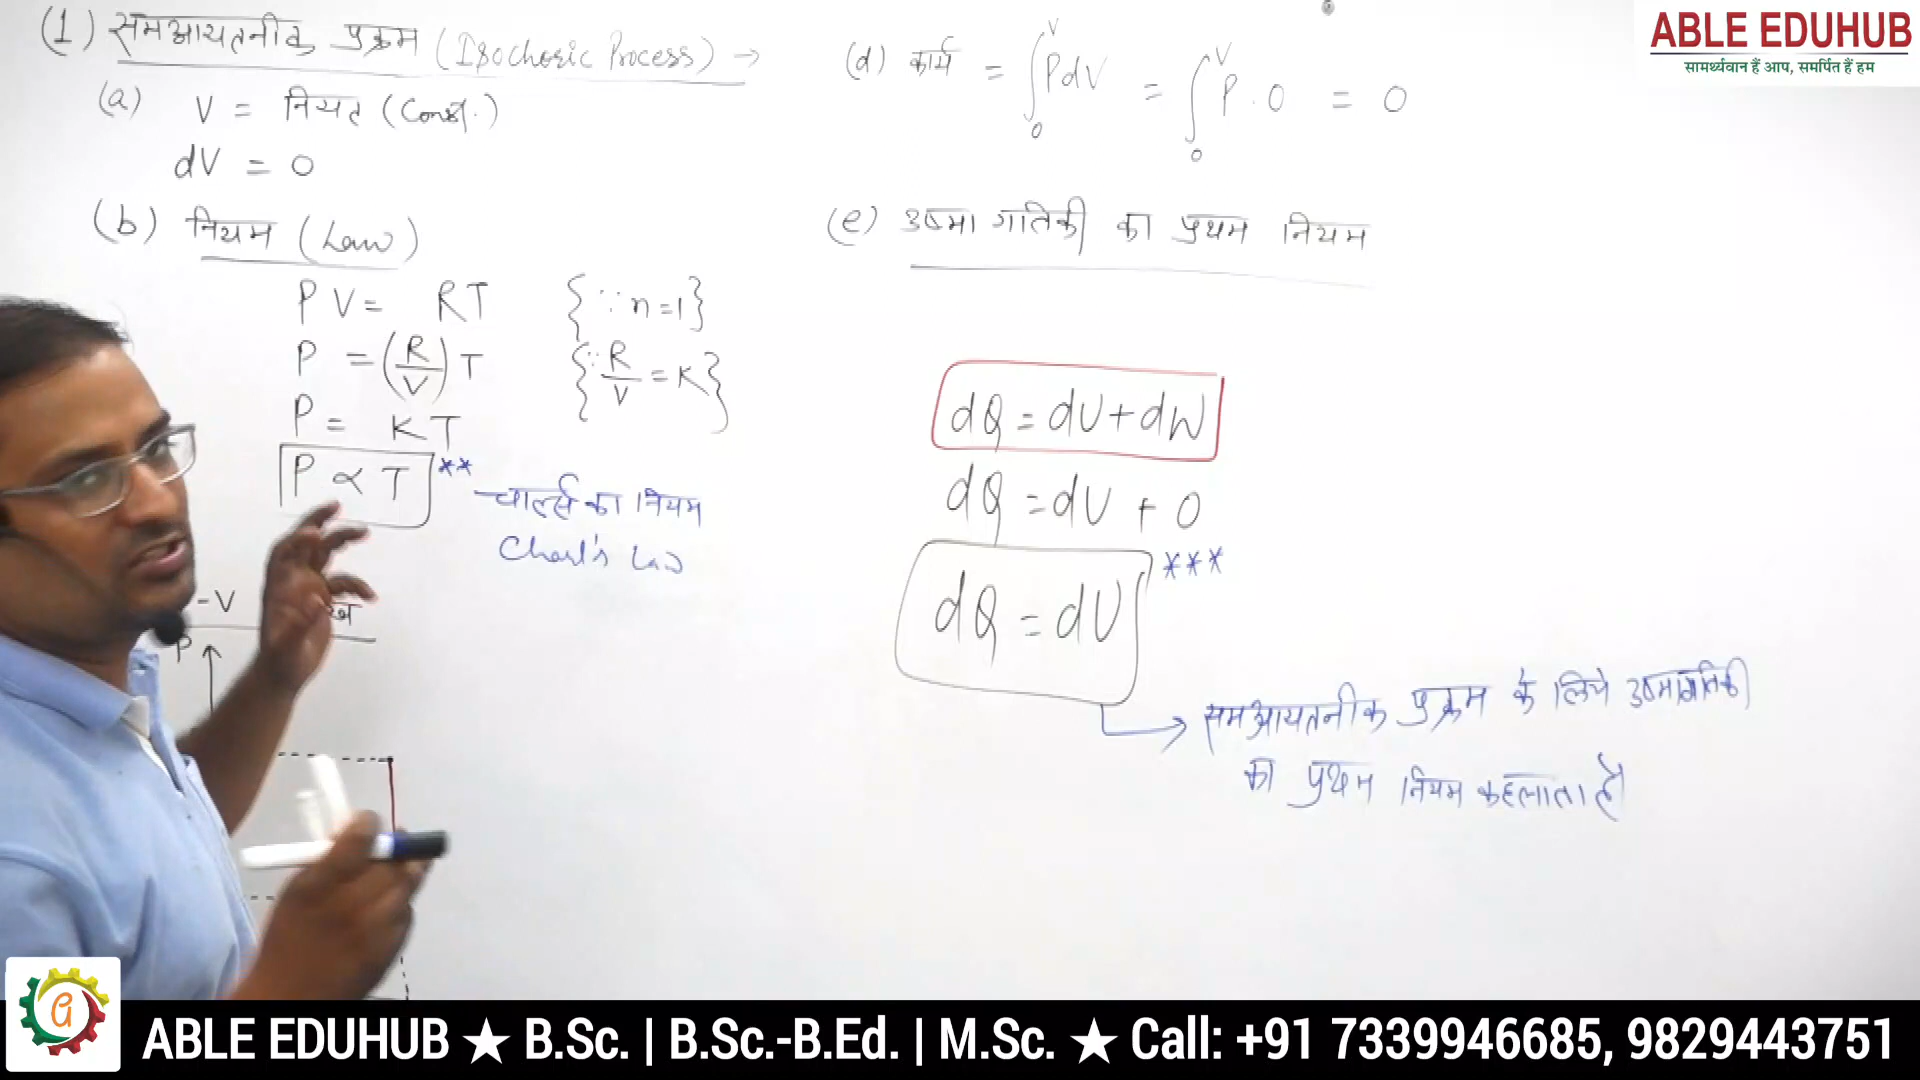 (1) समआयतनीक प्रक्रम (Isochoric Process) →
(a) V = नियत (Const.)
dV = 0
(b) नियम (Law)
PV = RT {∵ n=1}
P = (R/V) T {∵ R/V = K}
P = KT
P ∝ T **
चार्ल्स का नियम
Charl's Law
-V
P
(d) कार्य = ∫₀ⱽ PdV = ∫₀ⱽ P.0 = 0
(e) उष्मागतिकी का प्रथम नियम
dQ = dU + dW
dQ = dU + 0
dQ = dU ***
→ समआयतनीक प्रक्रम के लिये उष्मागतिकी
का प्रथम नियम कहलाता है
ABLE EDUHUB
सामर्थ्यवान हैं आप, समर्पित हैं हम
ABLE EDUHUB ★ B.Sc. | B.Sc.-B.Ed. | M.Sc. ★ Call: +91 7339946685, 9829443751